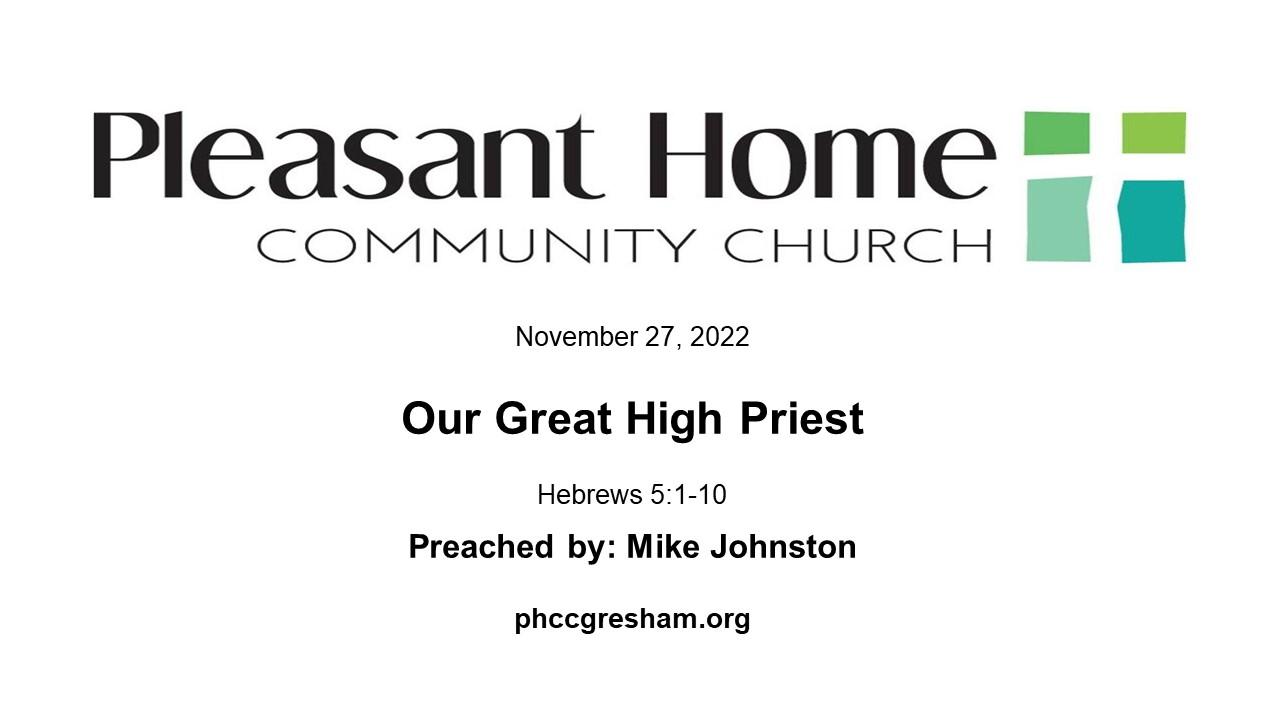 Pleasant Home
COMMUNITY CHURCH
November 27, 2022
Our Great High Priest
Hebrews 5:1-10
Preached by: Mike Johnston
phccgresham.org